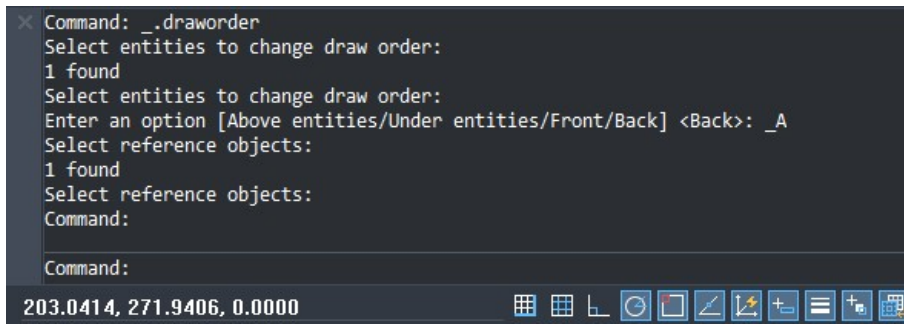 Command: _.draworder
Select entities to change draw order:
1 found
Select entities to change draw order:
Enter an option [Above entities/Under entities/Front/Back] <Back>: _A
Select reference objects:
1 found
Select reference objects:
Command:
Command:
203.0414, 271.9406, 0.0000